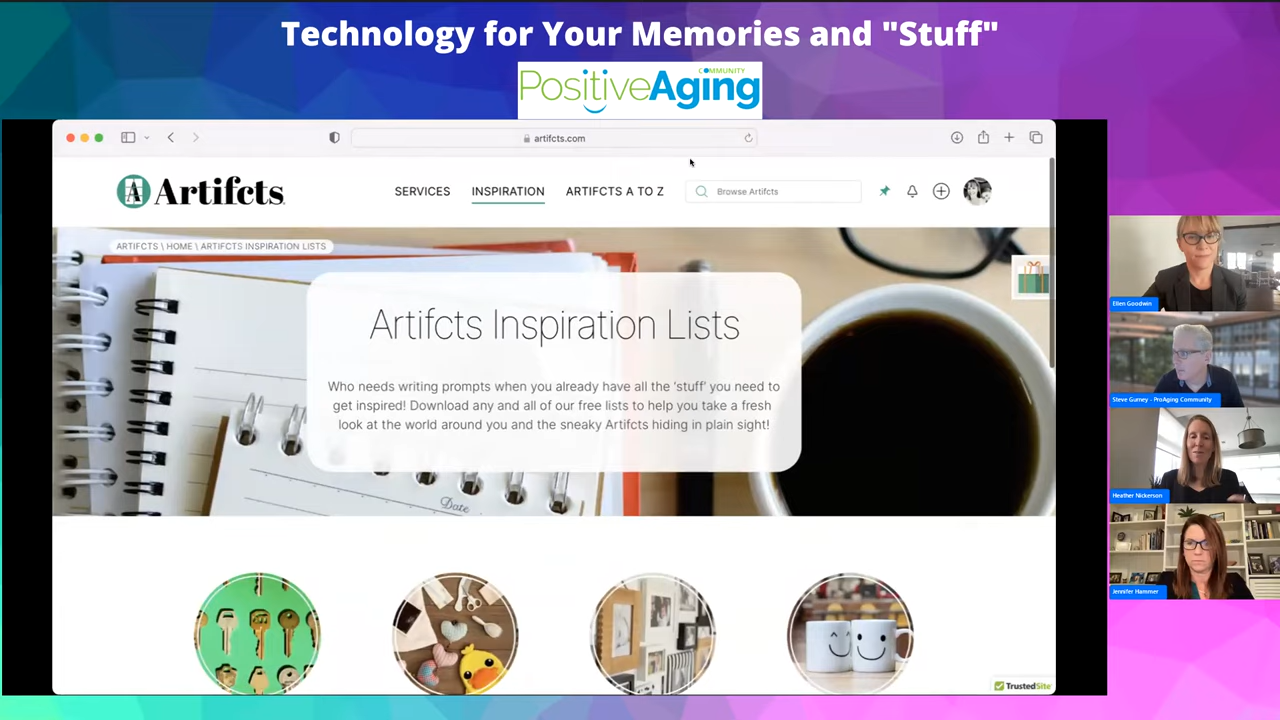 Technology for Your Memories and "Stuff"
COMMUNITY
PositiveAging
artifcts.com
A Artifcts
SERVICES INSPIRATION ARTIFCTS A TO Z Browse Artifcts
ARTIFCTS \ HOME \ ARTIFCTS INSPIRATION LISTS
Artifcts Inspiration Lists
Who needs writing prompts when you already have all the 'stuff' you need to
get inspired! Download any and all of our free lists to help you take a fresh
look at the world around you and the sneaky Artifcts hiding in plain sight!
Date
TrustedSite
Ellen Goodwin
Steve Gurney - ProAging Community
Heather Nickerson
Jennifer Hammer